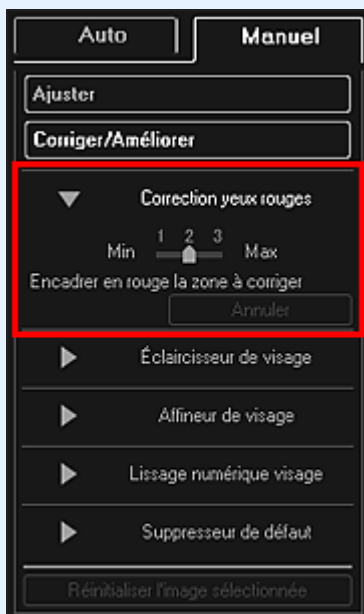 Auto Manuel
Ajuster
Corriger/Améliorer
Correction yeux rouges
1 2 3
Min Max
Encadrer en rouge la zone à corriger
Annuler
Éclaircisseur de visage
Affineur de visage
Lissage numérique visage
Suppresseur de défaut
Réinitialiser l'image sélectionnée